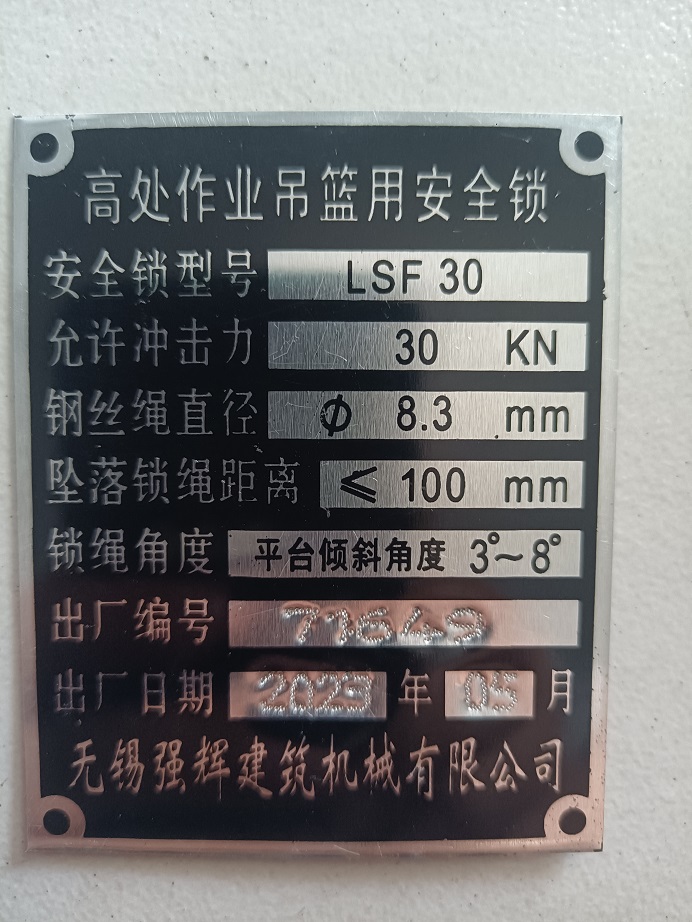 高处作业吊篮用安全锁
安全锁型号 LSF 30
允许冲击力 30 KN
钢丝绳直径 ϕ 8.3 mm
坠落锁绳距离 ≤ 100 mm
锁绳角度 平台倾斜角度 3°~8°
出厂编号 71649
出厂日期 2023 年 05 月
无锡强辉建筑机械有限公司